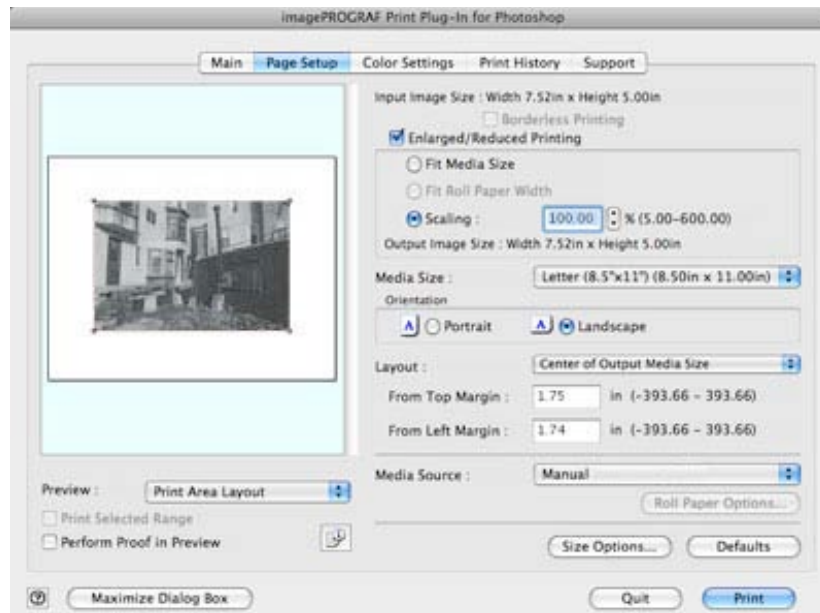 imagePROGRAF Print Plug-In for Photoshop
Main Page Setup Color Settings Print History Support
Input Image Size : Width 7.52in x Height 5.00in
Borderless Printing
Enlarged/Reduced Printing
Fit Media Size
Fit Roll Paper Width
Scaling : 100.00 % (5.00-600.00)
Output Image Size : Width 7.52in x Height 5.00in
Media Size : Letter (8.5"x11") (8.50in x 11.00in)
Orientation
A Portrait A Landscape
Layout : Center of Output Media Size
From Top Margin : 1.75 in (-393.66 - 393.66)
From Left Margin : 1.74 in (-393.66 - 393.66)
Media Source : Manual
Roll Paper Options...
Preview : Print Area Layout
Print Selected Range
Perform Proof in Preview
Size Options... Defaults
? Maximize Dialog Box Quit Print